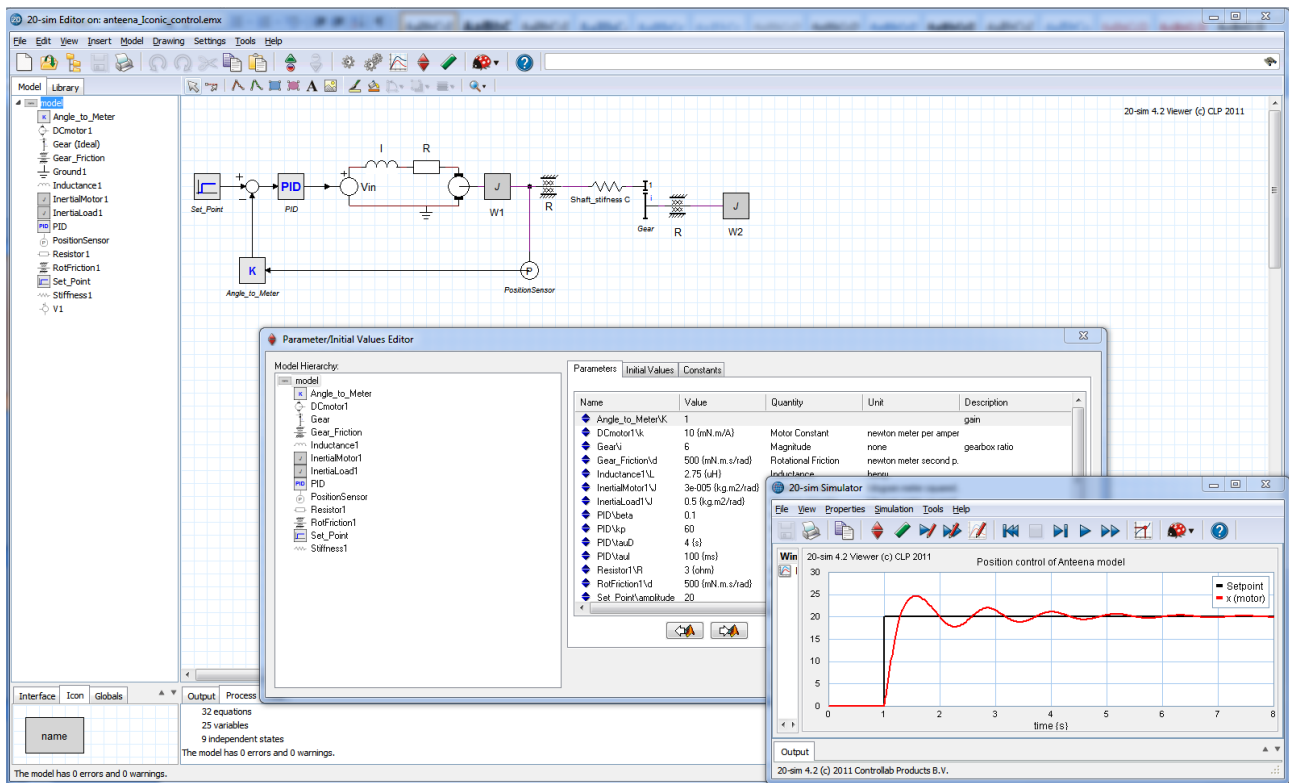 20-sim Editor on: anteena_Iconic_control.emx
File Edit View Insert Model Drawing Settings Tools Help
Model Library
model
Angle_to_Meter
DCmotor1
Gear (Ideal)
Gear_Friction
Ground1
Inductance1
InertialMotor1
InertiaLoad1
PID
PositionSensor
Resistor1
RotFriction1
Set_Point
Stiffness1
V1
20-sim 4.2 Viewer (c) CLP 2011
I R
+ PID + Vin J R 1 i R J
−
Set_Point PID W1 Shaft_stifness C Gear W2
K P
Angle_to_Meter PositionSensor
Parameter/Initial Values Editor
Model Hierarchy:
model
Angle_to_Meter
DCmotor1
Gear
Gear_Friction
Inductance1
InertialMotor1
InertiaLoad1
PID
PositionSensor
Resistor1
RotFriction1
Set_Point
Stiffness1
Parameters Initial Values Constants
Name Value Quantity Unit Description
Angle_to_Meter\K 1 gain
DCmotor1\k 10 {mN.m/A} Motor Constant newton meter per amper
Gear\i 6 Magnitude none gearbox ratio
Gear_Friction\d 500 {mN.m.s/rad} Rotational Friction newton meter second p.
Inductance1\L 2.75 {uH} Inductance henry
InertialMotor1\J 3e-005 {kg.m2/rad}
InertiaLoad1\J 0.5 {kg.m2/rad}
PID\beta 0.1
PID\kp 60
PID\tauD 4 {s}
PID\tauI 100 {ms}
Resistor1\R 3 {ohm}
RotFriction1\d 500 {mN.m.s/rad}
Set_Point\amplitude 20
20-sim Simulator
File View Properties Simulation Tools Help
Win 20-sim 4.2 Viewer (c) CLP 2011
Position control of Anteena model
Setpoint
x (motor)
30
25
20
15
10
5
0
0 1 2 3 4 5 6 7 8
time {s}
Output
20-sim 4.2 (c) 2011 Controllab Products B.V.
Interface Icon Globals
name
Output Process
32 equations
25 variables
9 independent states
The model has 0 errors and 0 warnings.
The model has 0 errors and 0 warnings.